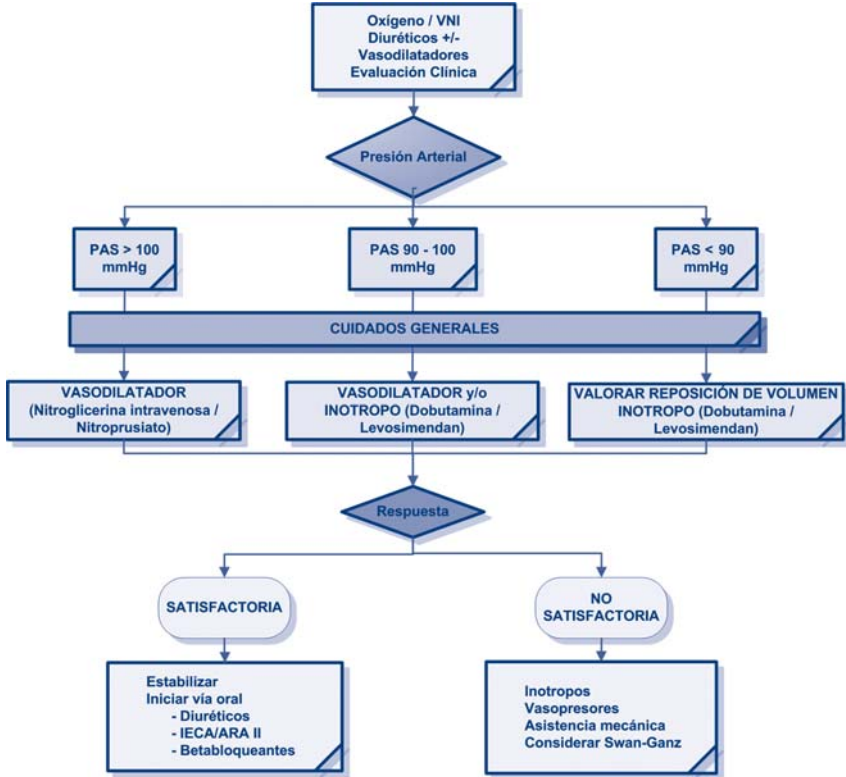 Oxígeno / VNI
Diuréticos +/-
Vasodilatadores
Evaluación Clínica
Presión Arterial
PAS > 100
mmHg
PAS 90 - 100
mmHg
PAS < 90
mmHg
CUIDADOS GENERALES
VASODILATADOR
(Nitroglicerina intravenosa /
Nitroprusiato)
VASODILATADOR y/o
INOTROPO (Dobutamina /
Levosimendan)
VALORAR REPOSICIÓN DE VOLUMEN
INOTROPO (Dobutamina /
Levosimendan)
Respuesta
SATISFACTORIA
NO
SATISFACTORIA
Estabilizar
Iniciar vía oral
- Diuréticos
- IECA/ARA II
- Betabloqueantes
Inotropos
Vasopresores
Asistencia mecánica
Considerar Swan-Ganz